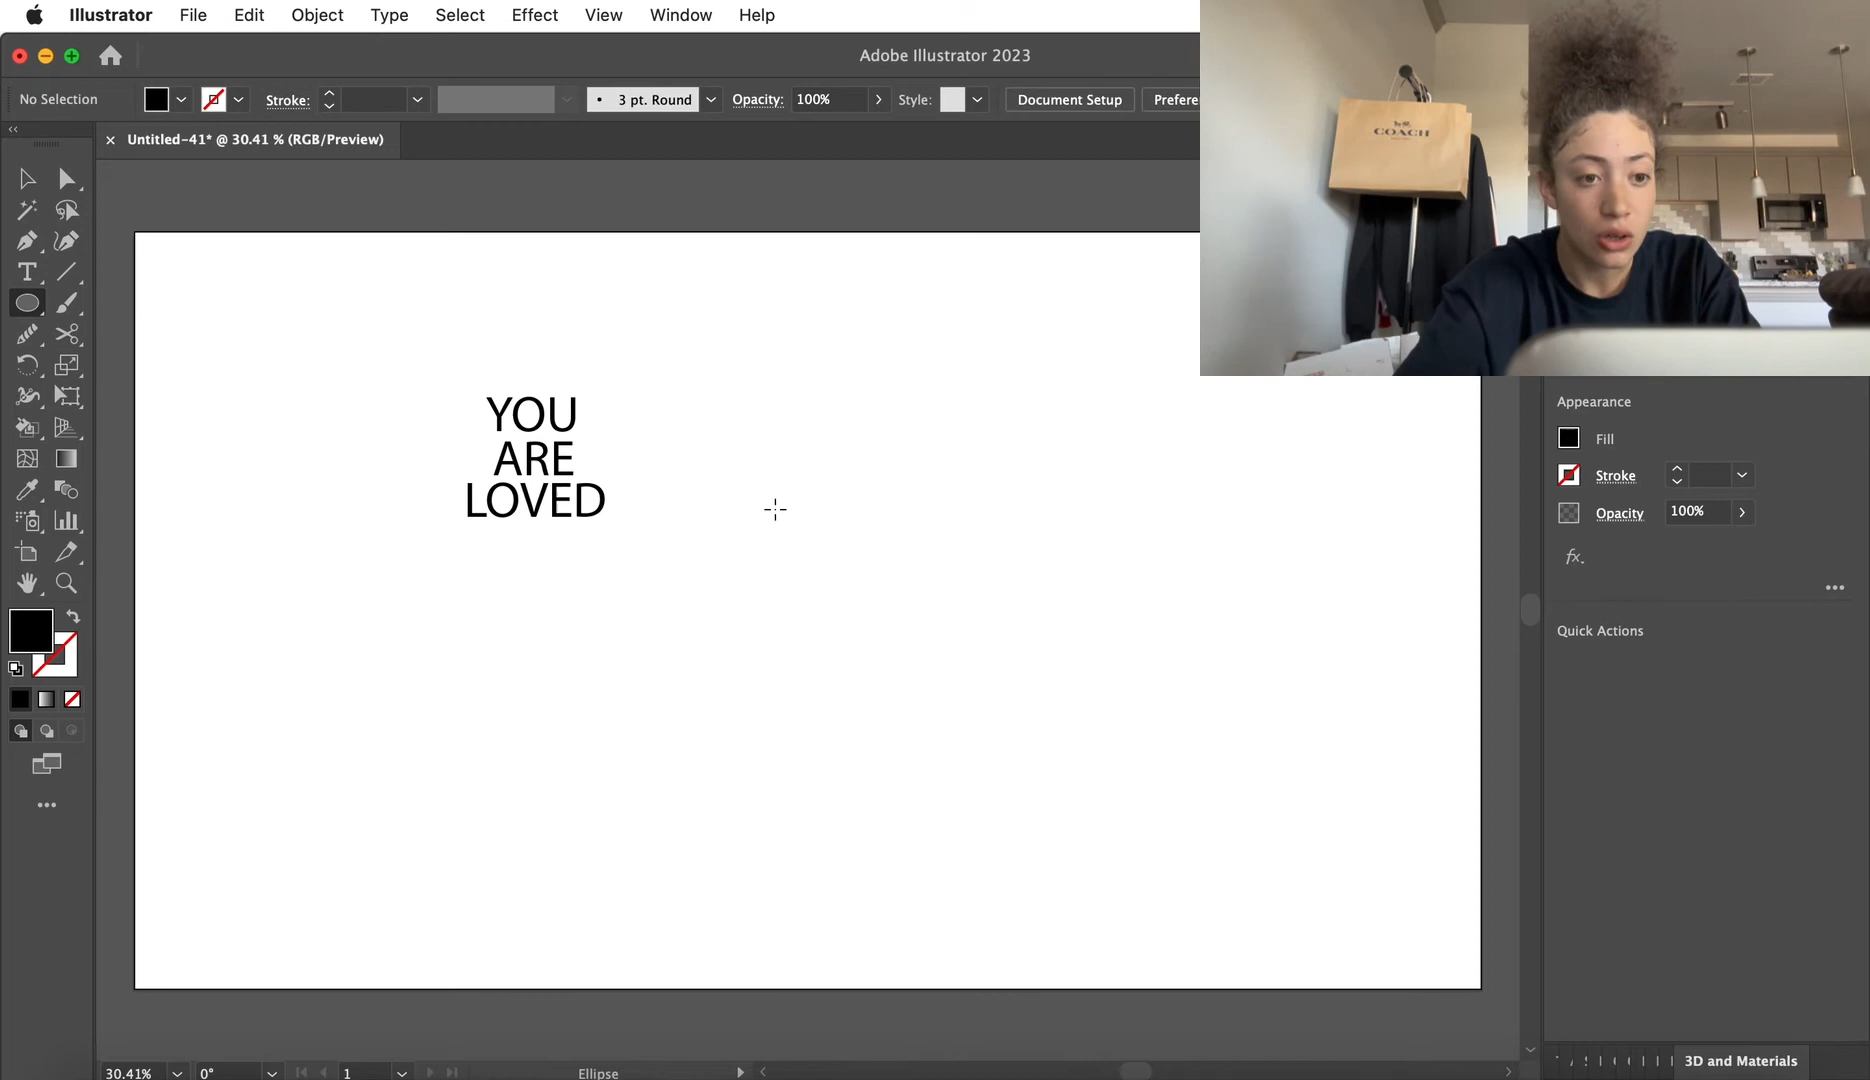 Illustrator File Edit Object Type Select Effect View Window Help
Adobe Illustrator 2023
No Selection Stroke: 3 pt. Round Opacity: 100% Style: Document Setup Prefere
Untitled-41* @ 30.41 % (RGB/Preview)
COACH
YOU
ARE
LOVED
Appearance
Fill
Stroke
Opacity 100%
fx.
Quick Actions
30.41% 0° 1 Ellipse
3D and Materials